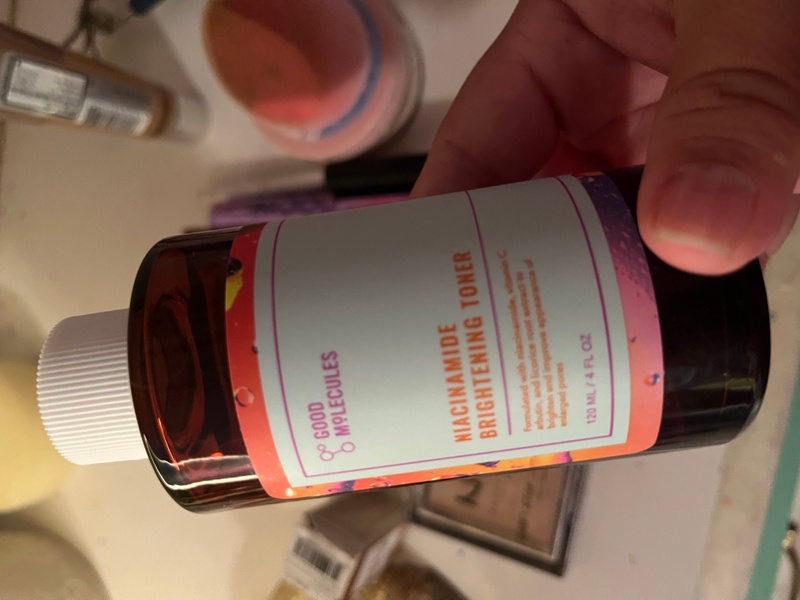 GOOD
MOLECULES
NIACINAMIDE
BRIGHTENING TONER
Formulated with niacinamide, vitamin C,
arbutin, and licorice root extract to
brighten and improve appearance of
enlarged pores
120 ML / 4 FL OZ